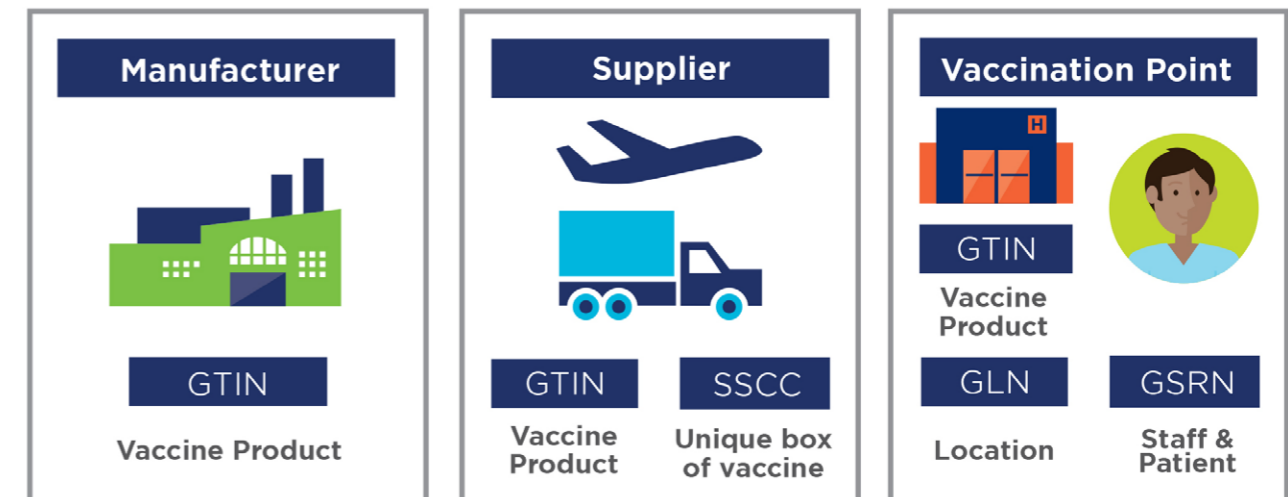 Manufacturer
GTIN
Vaccine Product
Supplier
GTIN
Vaccine
Product
SSCC
Unique box
of vaccine
Vaccination Point
H
GTIN
Vaccine
Product
GLN
Location
GSRN
Staff &
Patient